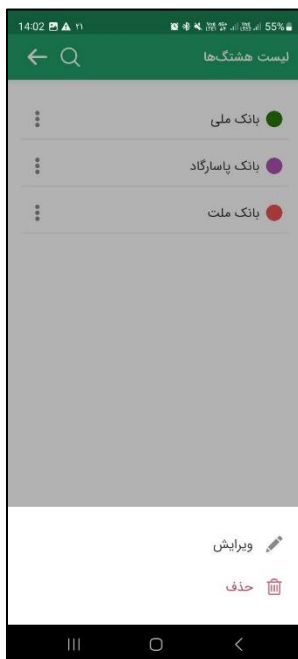 14:02 55%
لیست هشتگ‌ها
بانک ملی
بانک پاسارگاد
بانک ملت
ویرایش
حذف